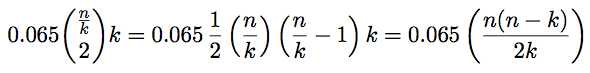 0.065 \binom{\frac{n}{k}}{2} k = 0.065 \frac{1}{2} \left( \frac{n}{k} \right) \left( \frac{n}{k} - 1 \right) k = 0.065 \left( \frac{n(n-k)}{2k} \right)